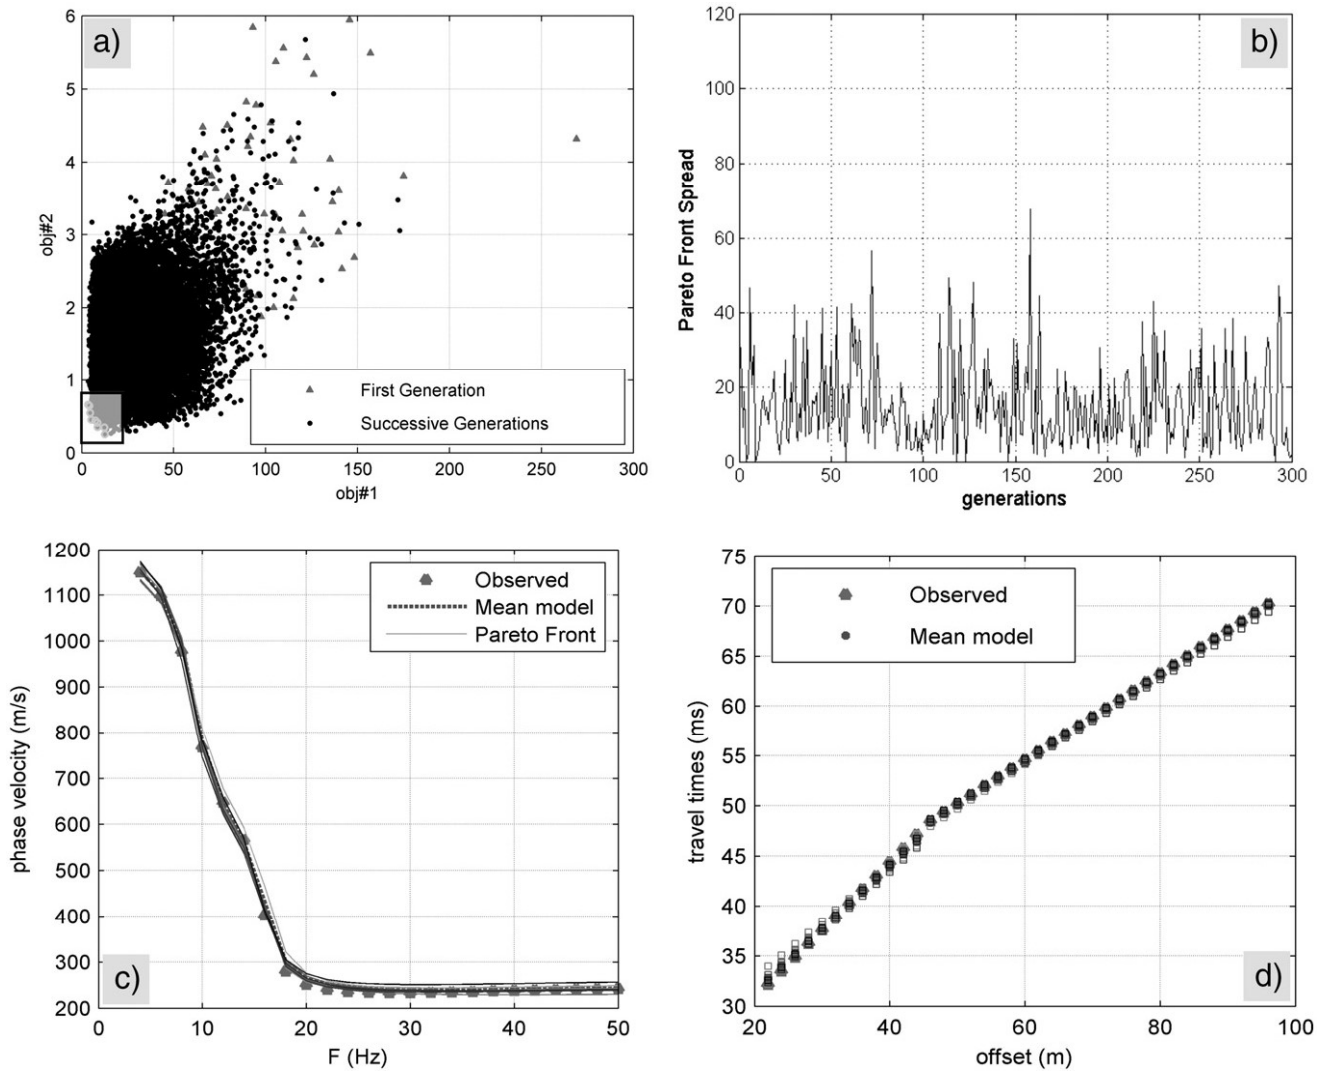 a)
6
5
4
3
2
1
0
obj#2
0 50 100 150 200 250 300
obj#1
First Generation
Successive Generations
b)
120
100
80
60
40
20
0
Pareto Front Spread
0 50 100 150 200 250 300
generations
c)
1200
1100
1000
900
800
700
600
500
400
300
200
phase velocity (m/s)
0 10 20 30 40 50
F (Hz)
Observed
Mean model
Pareto Front
d)
75
70
65
60
55
50
45
40
35
30
travel times (ms)
20 40 60 80 100
offset (m)
Observed
Mean model